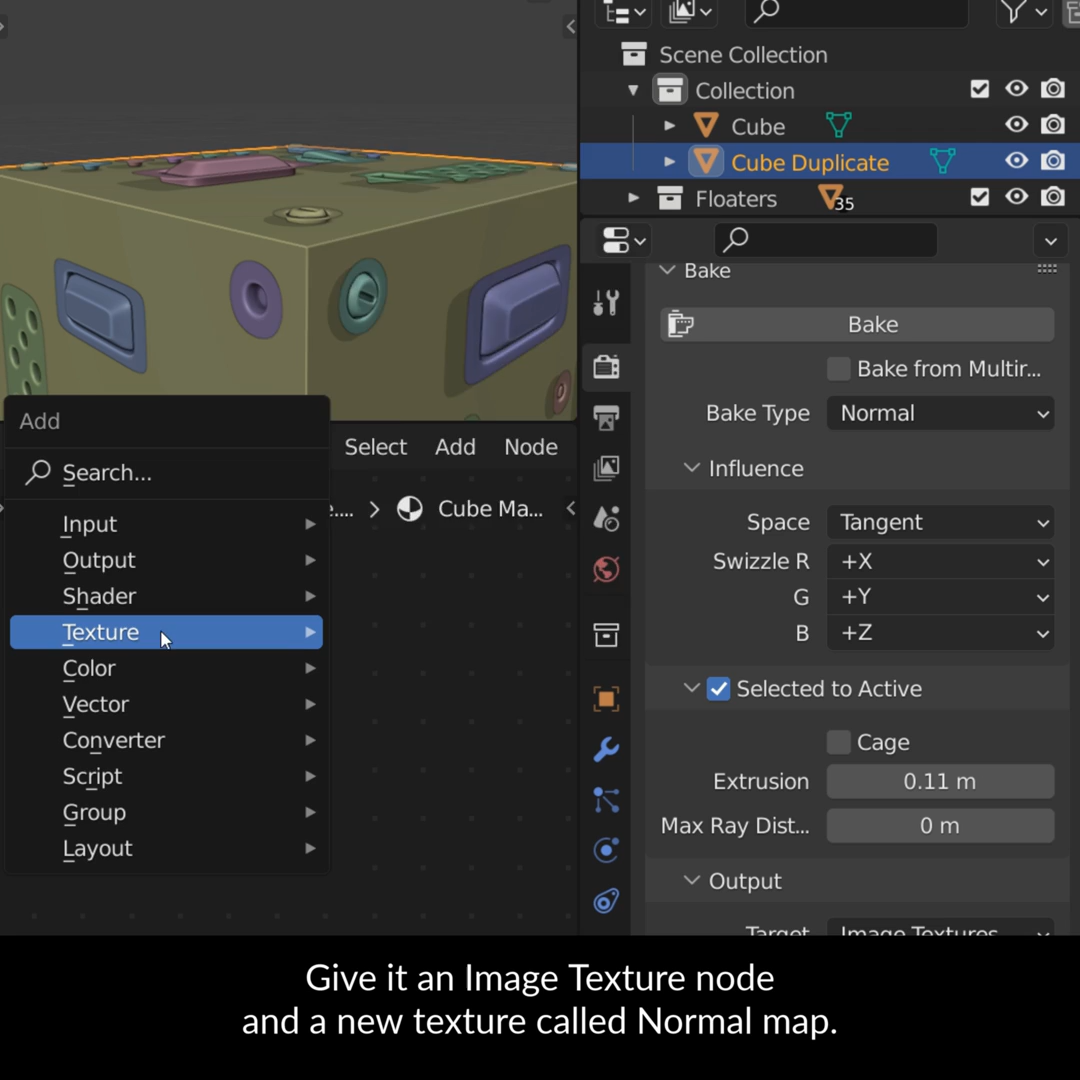 Scene Collection
Collection
Cube
Cube Duplicate
Floaters 35
Bake
Bake
Bake from Multir...
Bake Type Normal
Influence
Space Tangent
Swizzle R +X
G +Y
B +Z
Selected to Active
Cage
Extrusion 0.11 m
Max Ray Dist... 0 m
Output
Target Image Textures
Select Add Node
e.... Cube Ma...
Add
Search...
Input
Output
Shader
Texture
Color
Vector
Converter
Script
Group
Layout
Give it an Image Texture node
and a new texture called Normal map.